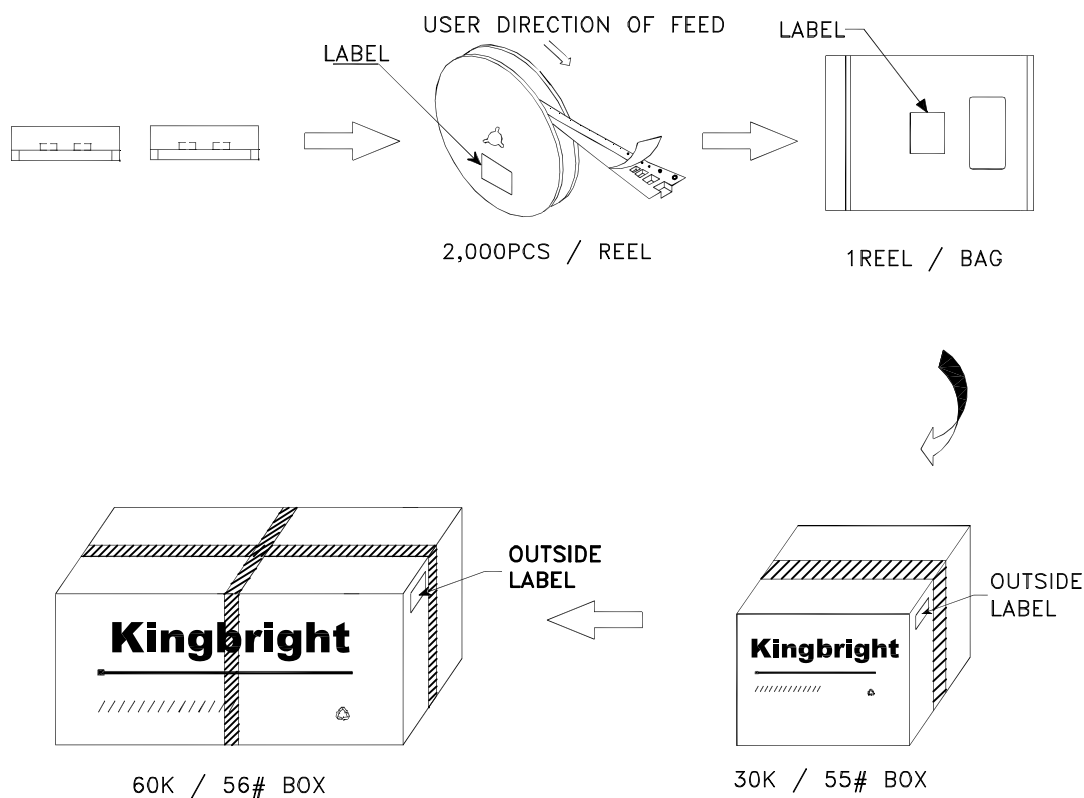 USER DIRECTION OF FEED
LABEL
LABEL
2,000PCS / REEL
1REEL / BAG
OUTSIDE
LABEL
OUTSIDE
LABEL
Kingbright
Kingbright
60K / 56# BOX
30K / 55# BOX